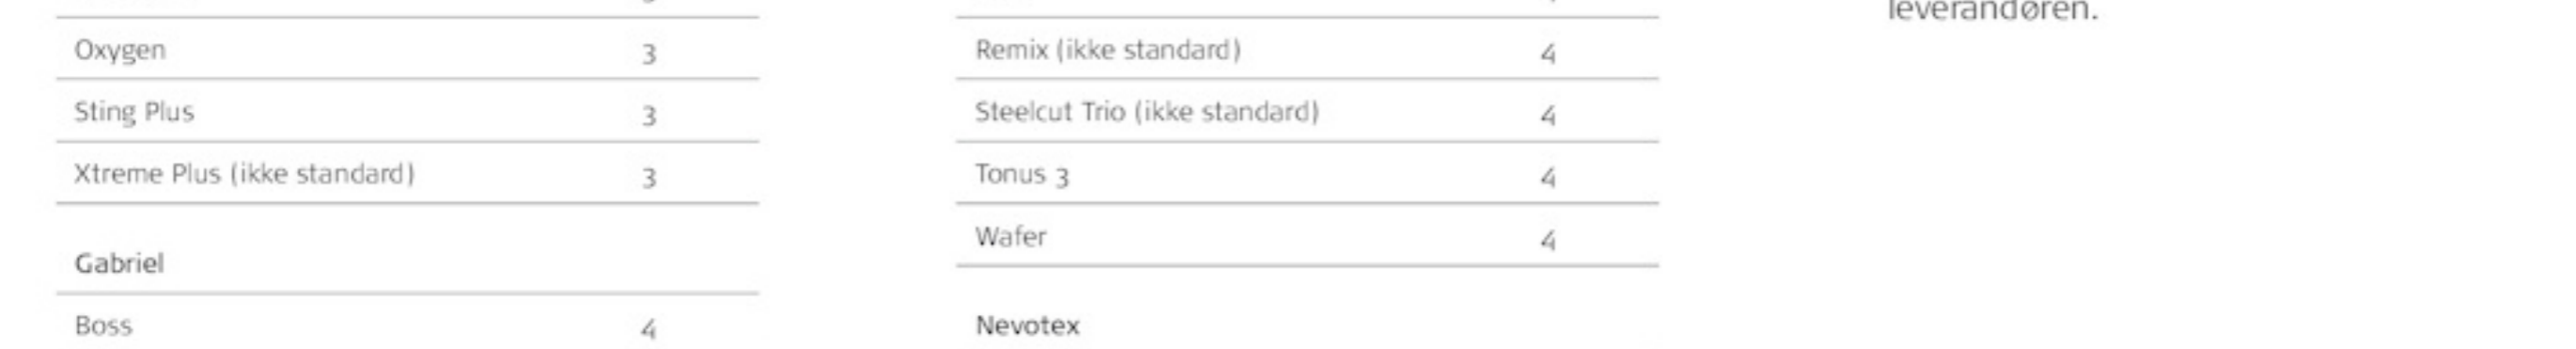 Oxygen 3
Sting Plus 3
Xtreme Plus (ikke standard) 3
Gabriel
Boss 4
Remix (ikke standard) 4
Steelcut Trio (ikke standard) 4
Tonus 3 4
Wafer 4
Nevotex
leverandøren.